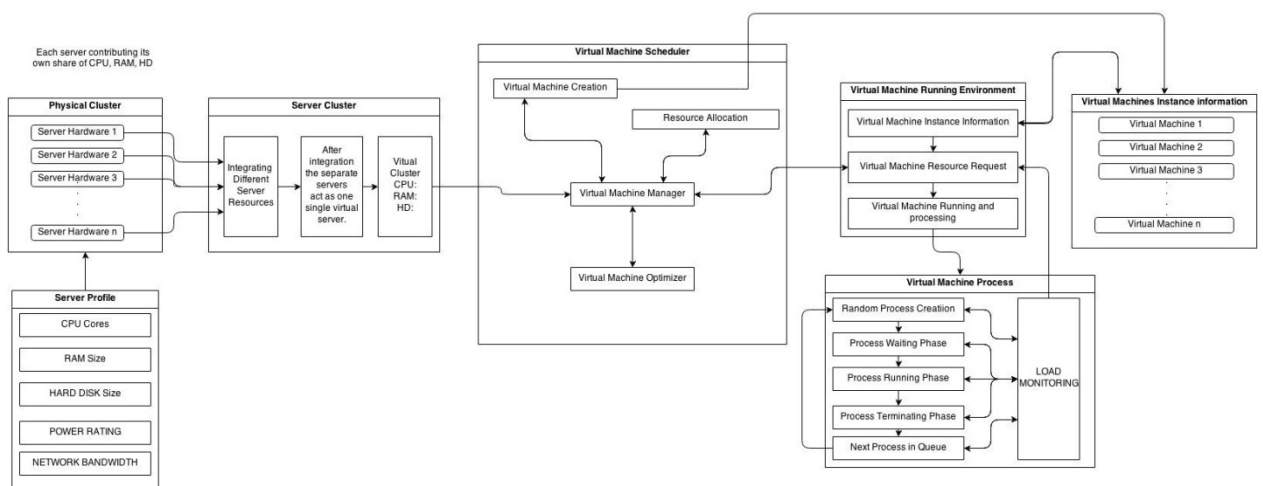 Each server contributing its
own share of CPU, RAM, HD
Physical Cluster
Server Hardware 1
Server Hardware 2
Server Hardware 3
Server Hardware n
Server Profile
CPU Cores
RAM Size
HARD DISK Size
POWER RATING
NETWORK BANDWIDTH
Server Cluster
Integrating
Different
Server
Resources
After
integration
the separate
servers
act as one
single virtual
server.
Vitual
Cluster
CPU:
RAM:
HD:
Virtual Machine Scheduler
Virtual Machine Creation
Resource Allocation
Virtual Machine Manager
Virtual Machine Optimizer
Virtual Machine Running Environment
Virtual Machine Instance Information
Virtual Machine Resource Request
Virtual Machine Running and
processing
Virtual Machines Instance information
Virtual Machine 1
Virtual Machine 2
Virtual Machine 3
Virtual Machine n
Virtual Machine Process
Random Process Creatiion
Process Waiting Phase
Process Running Phase
Process Terminating Phase
Next Process in Queue
LOAD
MONITORING